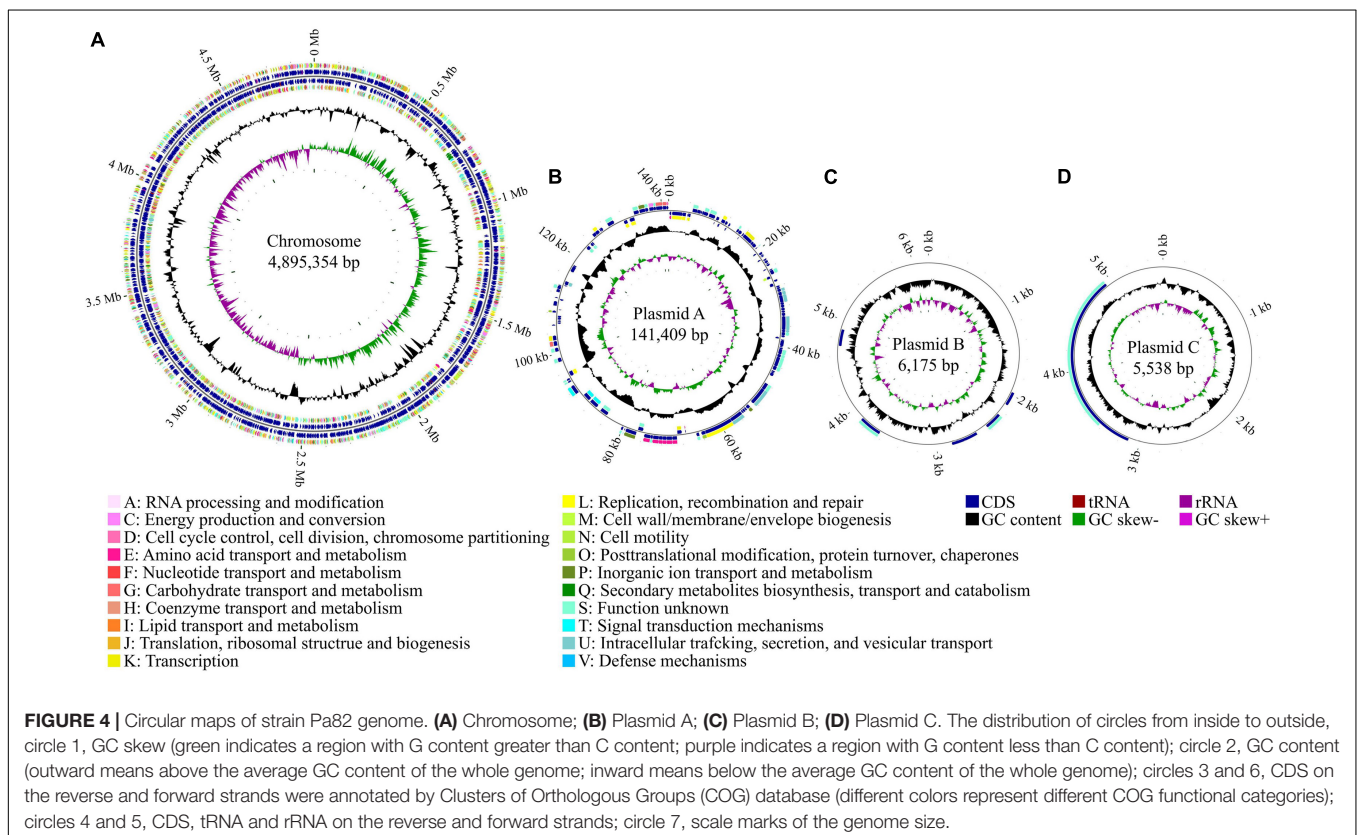 A
0 Mb
0.5 Mb
1 Mb
1.5 Mb
2 Mb
2.5 Mb
3 Mb
3.5 Mb
4 Mb
4.5 Mb
Chromosome
4,895,354 bp
B
0 kb
20 kb
40 kb
60 kb
80 kb
100 kb
120 kb
140 kb
Plasmid A
141,409 bp
C
0 kb
1 kb
2 kb
3 kb
4 kb
5 kb
6 kb
Plasmid B
6,175 bp
D
0 kb
1 kb
2 kb
3 kb
4 kb
5 kb
Plasmid C
5,538 bp
A: RNA processing and modification
C: Energy production and conversion
D: Cell cycle control, cell division, chromosome partitioning
E: Amino acid transport and metabolism
F: Nucleotide transport and metabolism
G: Carbohydrate transport and metabolism
H: Coenzyme transport and metabolism
I: Lipid transport and metabolism
J: Translation, ribosomal structrue and biogenesis
K: Transcription
L: Replication, recombination and repair
M: Cell wall/membrane/envelope biogenesis
N: Cell motility
O: Posttranslational modification, protein turnover, chaperones
P: Inorganic ion transport and metabolism
Q: Secondary metabolites biosynthesis, transport and catabolism
S: Function unknown
T: Signal transduction mechanisms
U: Intracellular trafcking, secretion, and vesicular transport
V: Defense mechanisms
CDS tRNA rRNA
GC content GC skew- GC skew+
FIGURE 4 | Circular maps of strain Pa82 genome. (A) Chromosome; (B) Plasmid A; (C) Plasmid B; (D) Plasmid C. The distribution of circles from inside to outside,
circle 1, GC skew (green indicates a region with G content greater than C content; purple indicates a region with G content less than C content); circle 2, GC content
(outward means above the average GC content of the whole genome; inward means below the average GC content of the whole genome); circles 3 and 6, CDS on
the reverse and forward strands were annotated by Clusters of Orthologous Groups (COG) database (different colors represent different COG functional categories);
circles 4 and 5, CDS, tRNA and rRNA on the reverse and forward strands; circle 7, scale marks of the genome size.